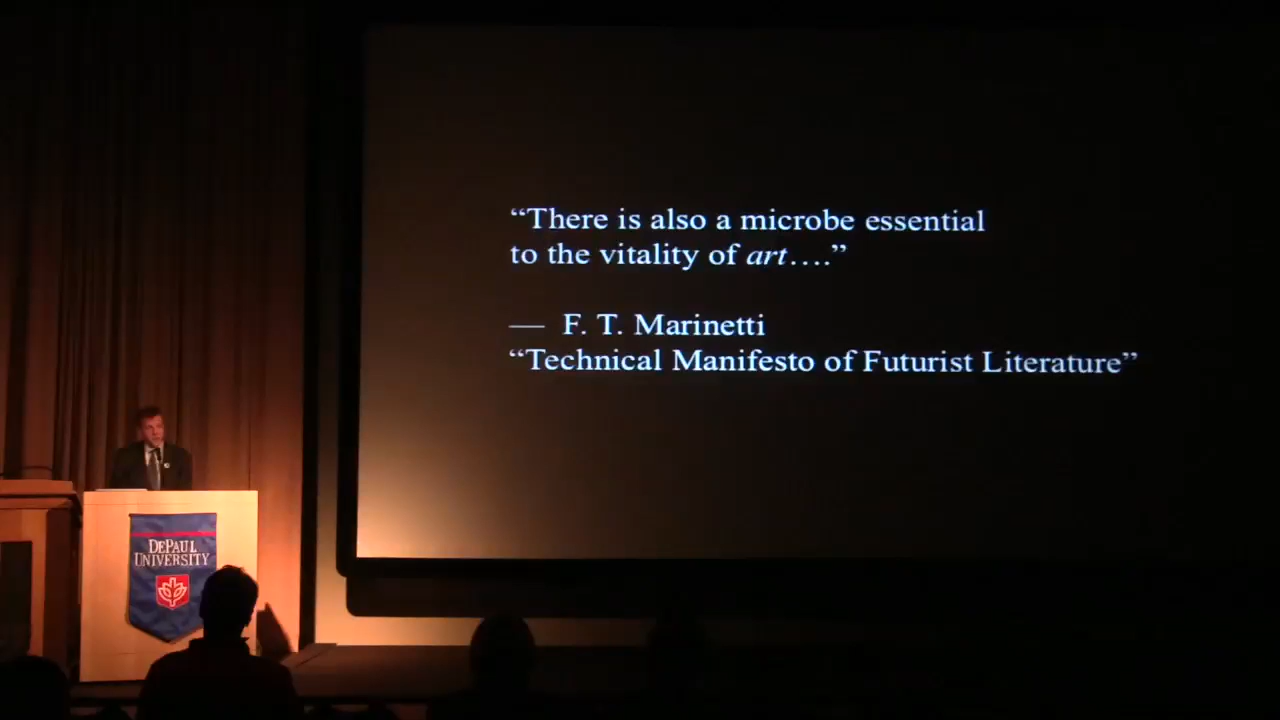 “There is also a microbe essential
to the vitality of art….”
— F. T. Marinetti
“Technical Manifesto of Futurist Literature”
DEPAUL
UNIVERSITY